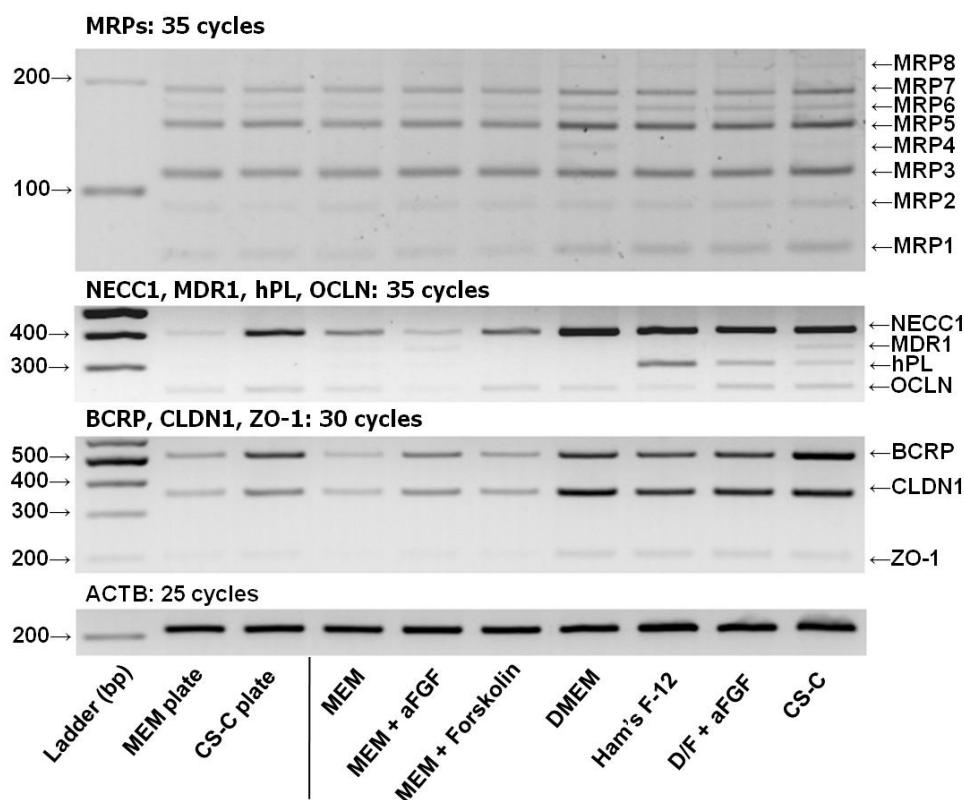 MRPs: 35 cycles
200→
←MRP8
←MRP7
←MRP6
←MRP5
←MRP4
←MRP3
100→
←MRP2
←MRP1
NECC1, MDR1, hPL, OCLN: 35 cycles
400→
←NECC1
←MDR1
300→
←hPL
←OCLN
BCRP, CLDN1, ZO-1: 30 cycles
500→
←BCRP
400→
←CLDN1
300→
200→
←ZO-1
ACTB: 25 cycles
200→
Ladder (bp)
MEM plate
CS-C plate
MEM
MEM + aFGF
MEM + Forskolin
DMEM
Ham's F-12
D/F + aFGF
CS-C